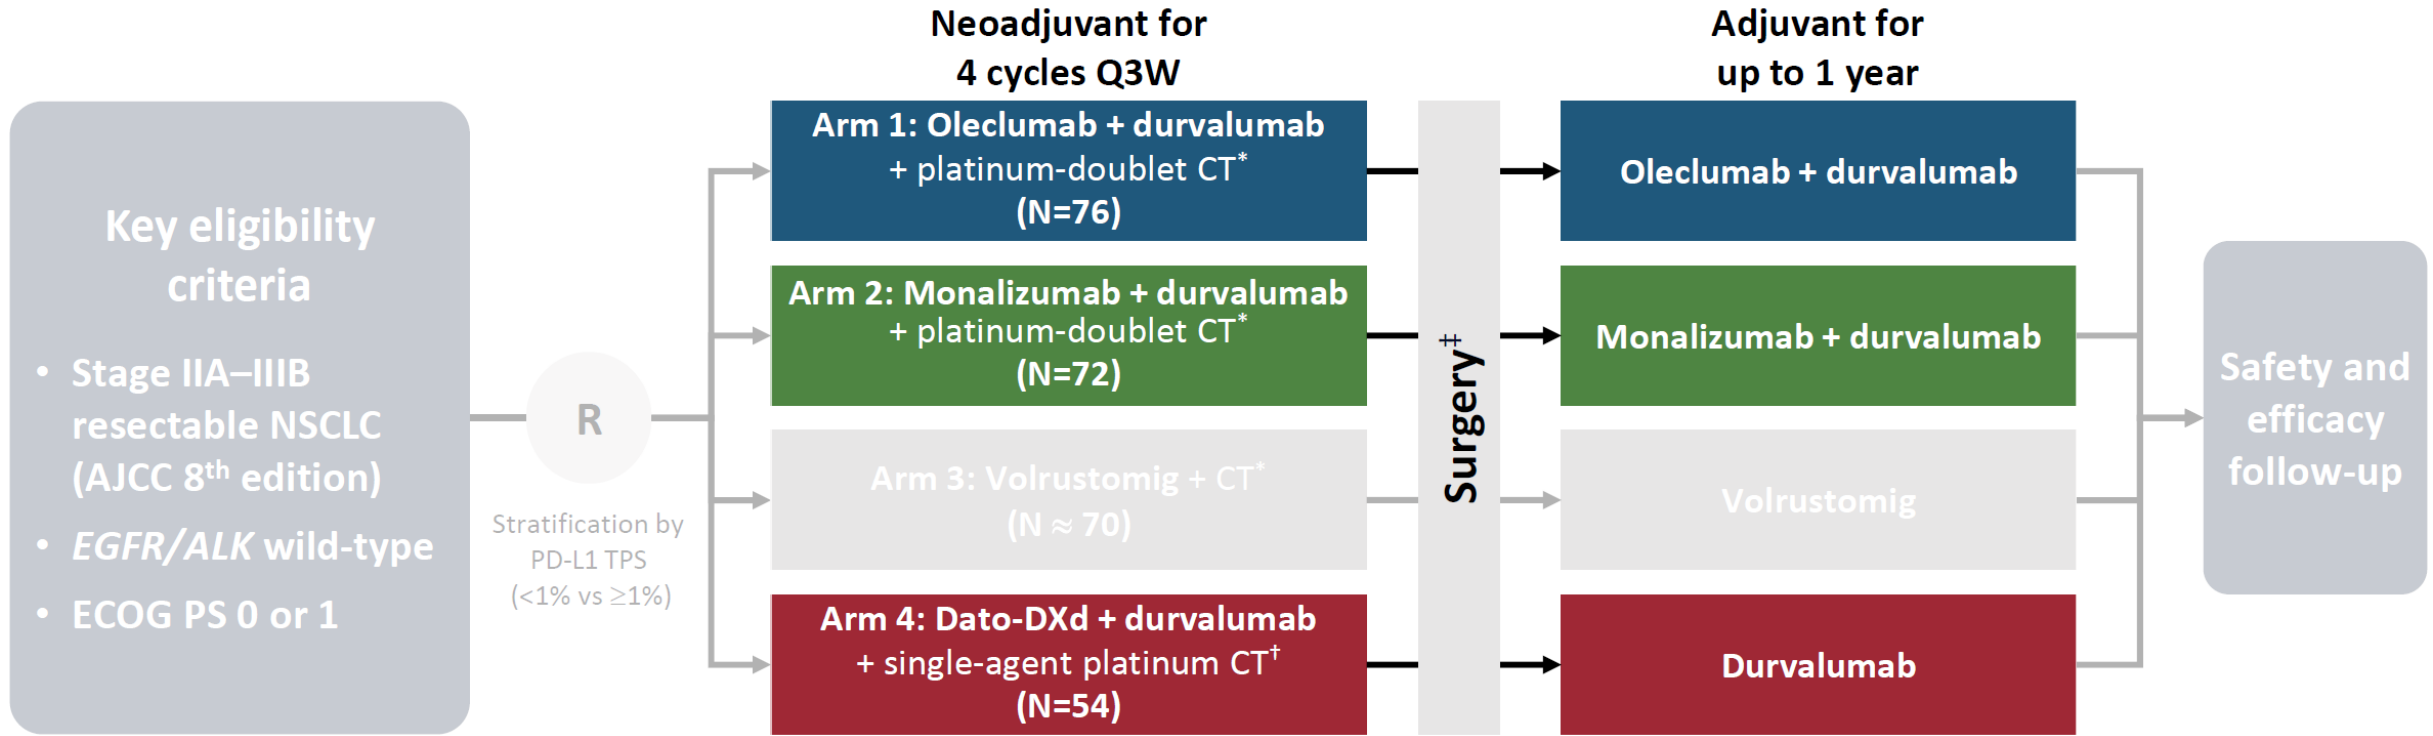 Neoadjuvant for
4 cycles Q3W
Adjuvant for
up to 1 year
Key eligibility
criteria
• Stage IIA–IIIB
resectable NSCLC
(AJCC 8th edition)
• EGFR/ALK wild-type
• ECOG PS 0 or 1
R
Stratification by
PD-L1 TPS
(<1% vs ≥1%)
Arm 1: Oleclumab + durvalumab
+ platinum-doublet CT*
(N=76)
Arm 2: Monalizumab + durvalumab
+ platinum-doublet CT*
(N=72)
Arm 3: Volrustomig + CT*
(N ≈ 70)
Arm 4: Dato-DXd + durvalumab
+ single-agent platinum CT†
(N=54)
Surgery‡
Oleclumab + durvalumab
Monalizumab + durvalumab
Volrustomig
Durvalumab
Safety and
efficacy
follow-up